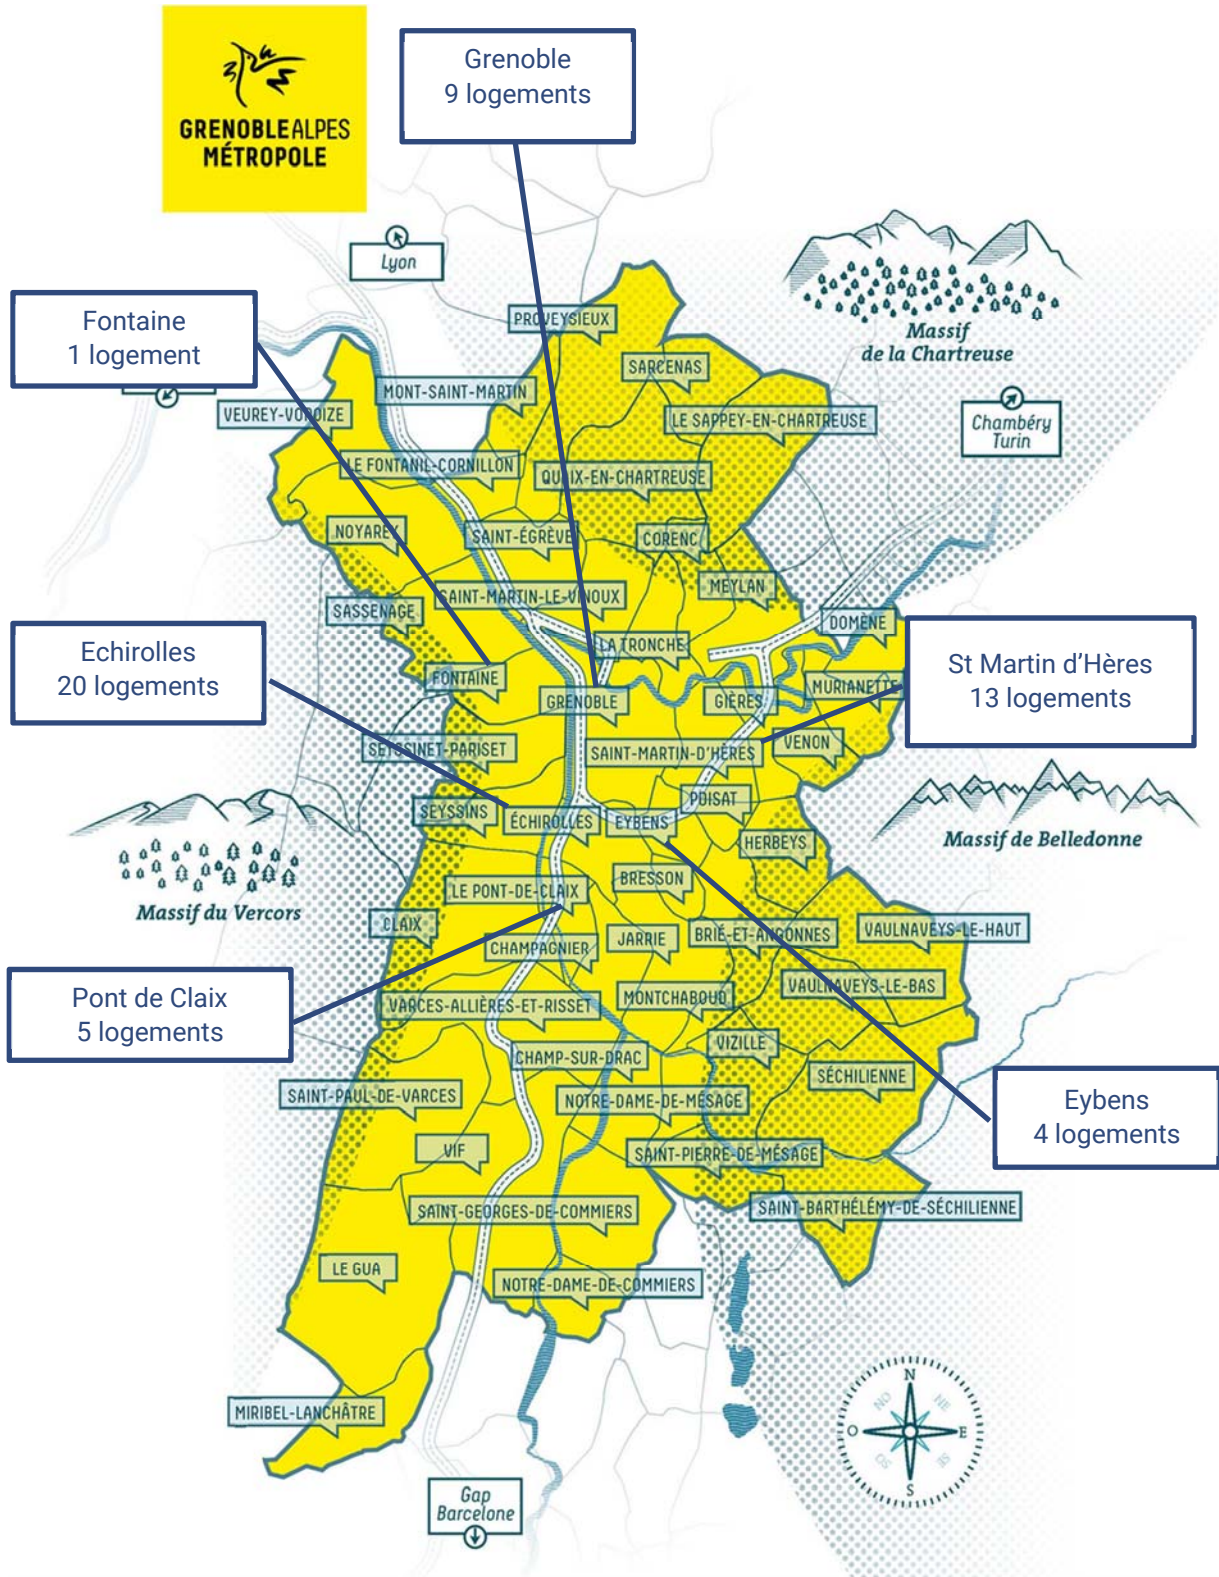 GRENOBLEALPES
MÉTROPOLE
Grenoble
9 logements
Lyon
Massif
de la Chartreuse
Fontaine
1 logement
PROVEYSIEUX
SARCENAS
MONT-SAINT-MARTIN
VEUREY-VOROIZE
LE SAPPEY-EN-CHARTREUSE
Chambéry
Turin
LE FONTANIL-CORNILLON
QUAIX-EN-CHARTREUSE
NOYAREY
SAINT-ÉGRÈVE
CORENC
MEYLAN
SAINT-MARTIN-LE-VINOUX
SASSENAGE
DOMÈNE
LA TRONCHE
Echirolles
20 logements
St Martin d'Hères
13 logements
FONTAINE
GRENOBLE
GIÈRES
MURIANETTE
SEYSSINET-PARISET
SAINT-MARTIN-D'HÈRES
VENON
POISAT
SEYSSINS
ÉCHIROLLES
EYBENS
HERBEYS
Massif de Belledonne
BRESSON
LE PONT-DE-CLAIX
Massif du Vercors
CLAIX
CHAMPAGNIER
JARRIE
BRIÉ-ET-ANGONNES
VAULNAVEYS-LE-HAUT
Pont de Claix
5 logements
VARCES-ALLIÈRES-ET-RISSET
MONTCHABOUD
VAULNAVEYS-LE-BAS
VIZILLE
CHAMP-SUR-DRAC
SÉCHILIENNE
SAINT-PAUL-DE-VARCES
NOTRE-DAME-DE-MÉSAGE
Eybens
4 logements
VIF
SAINT-PIERRE-DE-MÉSAGE
SAINT-GEORGES-DE-COMMIERS
SAINT-BARTHÉLÉMY-DE-SÉCHILIENNE
LE GUA
NOTRE-DAME-DE-COMMIERS
MIRIBEL-LANCHÂTRE
N
NO
NE
O
E
SO
SE
S
Gap
Barcelone